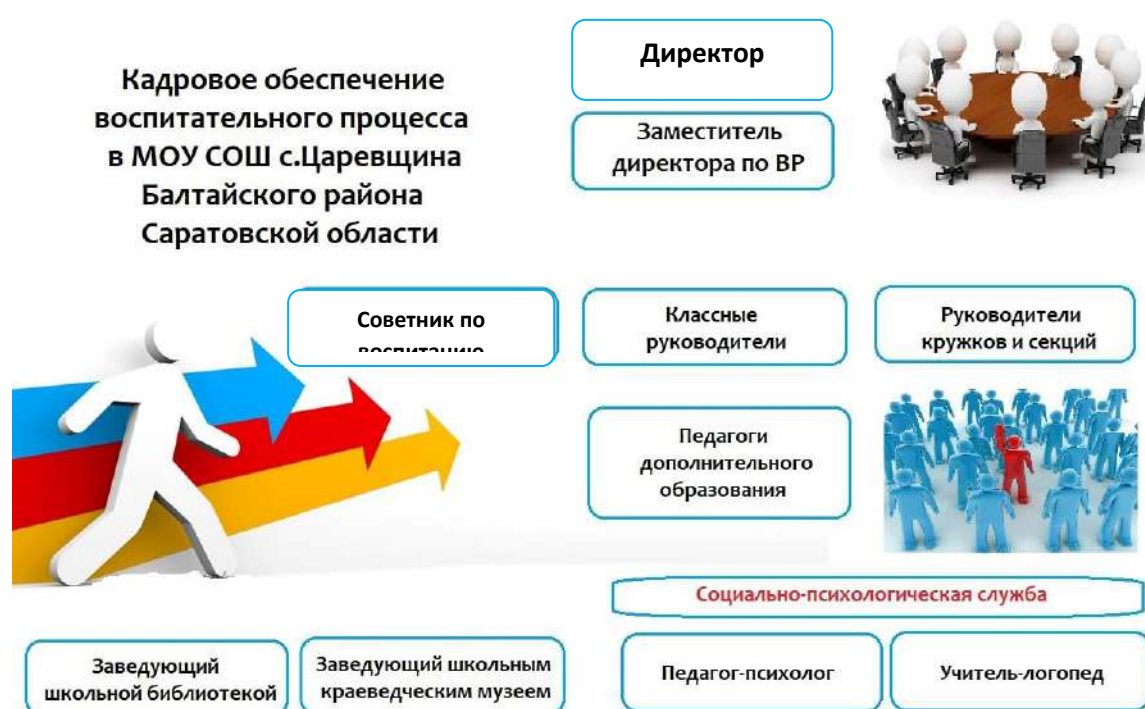 Кадровое обеспечение
воспитательного процесса
в МОУ СОШ с.Царевщина
Балтайского района
Саратовской области
Директор
Заместитель
директора по ВР
Советник по
воспитанию
Классные
руководители
Руководители
кружков и секций
Педагоги
дополнительного
образования
Социально-психологическая служба
Заведующий
школьной библиотекой
Заведующий школьным
краеведческим музеем
Педагог-психолог
Учитель-логопед